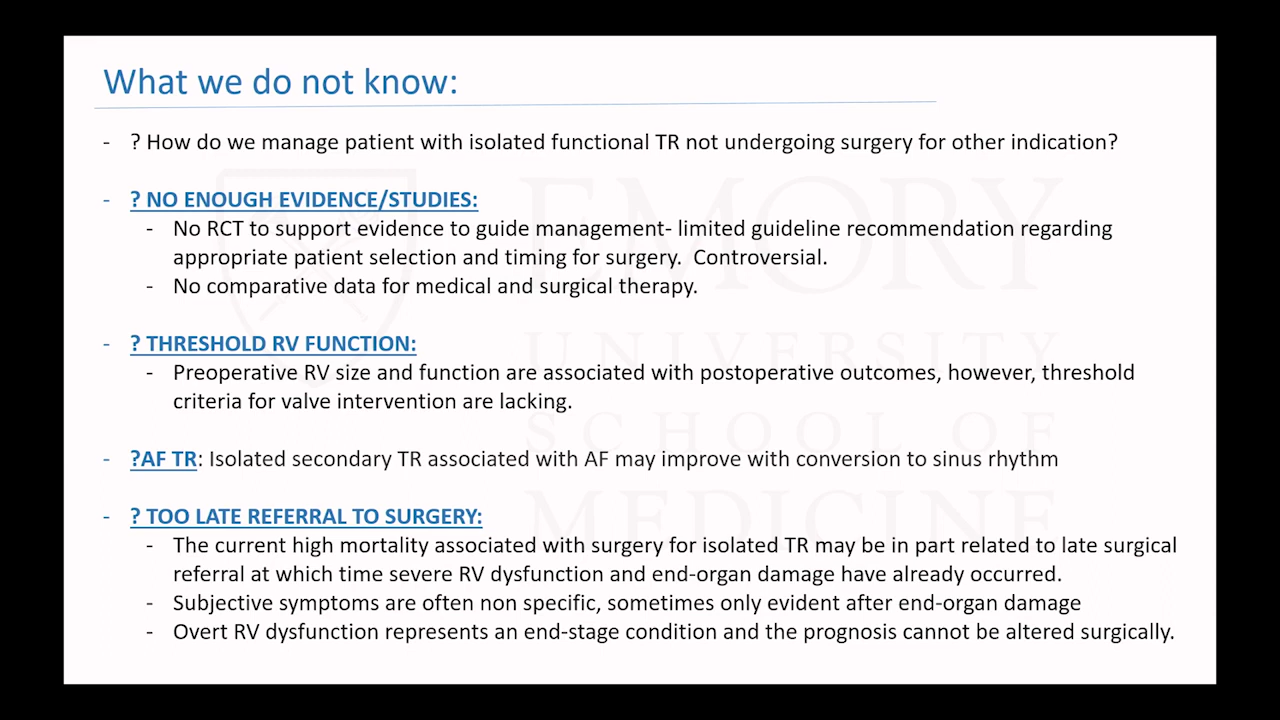 What we do not know:
- ? How do we manage patient with isolated functional TR not undergoing surgery for other indication?
- ? NO ENOUGH EVIDENCE/STUDIES:
- No RCT to support evidence to guide management- limited guideline recommendation regarding
appropriate patient selection and timing for surgery. Controversial.
- No comparative data for medical and surgical therapy.
- ? THRESHOLD RV FUNCTION:
- Preoperative RV size and function are associated with postoperative outcomes, however, threshold
criteria for valve intervention are lacking.
- ?AF TR: Isolated secondary TR associated with AF may improve with conversion to sinus rhythm
- ? TOO LATE REFERRAL TO SURGERY:
- The current high mortality associated with surgery for isolated TR may be in part related to late surgical
referral at which time severe RV dysfunction and end-organ damage have already occurred.
- Subjective symptoms are often non specific, sometimes only evident after end-organ damage
- Overt RV dysfunction represents an end-stage condition and the prognosis cannot be altered surgically.
EMORY
UNIVERSITY
SCHOOL OF
MEDICINE